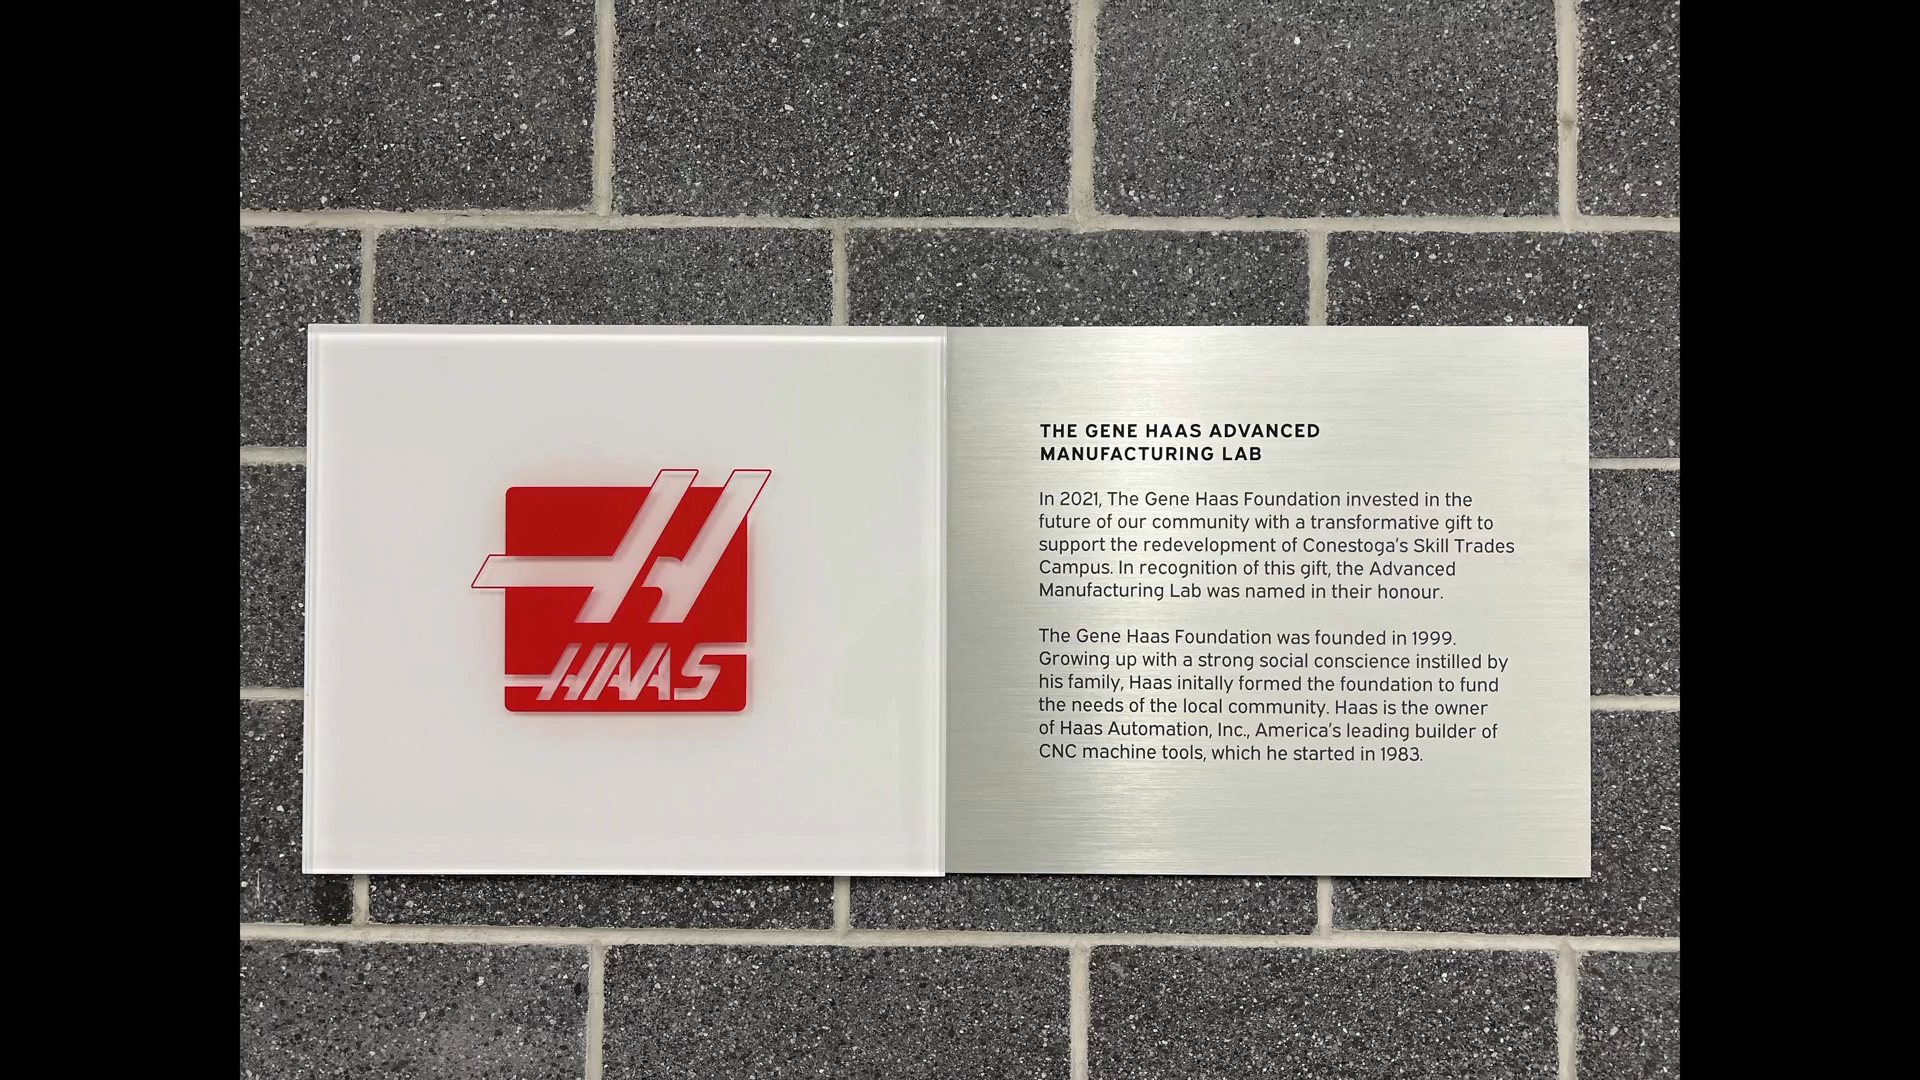 HAAS
THE GENE HAAS ADVANCED
MANUFACTURING LAB
In 2021, The Gene Haas Foundation invested in the
future of our community with a transformative gift to
support the redevelopment of Conestoga's Skill Trades
Campus. In recognition of this gift, the Advanced
Manufacturing Lab was named in their honour.
The Gene Haas Foundation was founded in 1999.
Growing up with a strong social conscience instilled by
his family, Haas initally formed the foundation to fund
the needs of the local community. Haas is the owner
of Haas Automation, Inc., America's leading builder of
CNC machine tools, which he started in 1983.